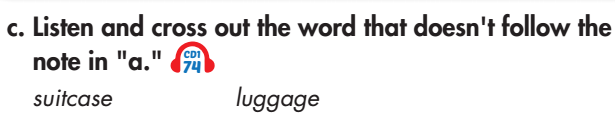 c. Listen and cross out the word that doesn't follow the
note in "a." CD1 74
suitcase luggage